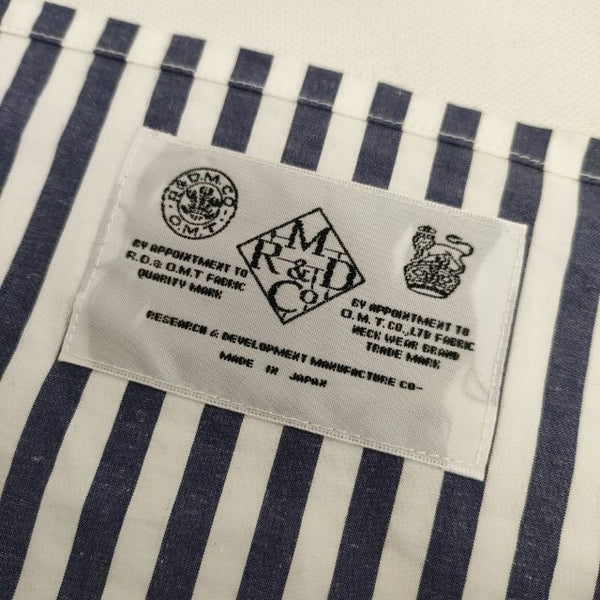 R&D.M.CO.
O.M.T.
BY APPOINTMENT TO
R.D.& O.M.T FABRIC
QUARITY MARK
M
R & D
Co.
BY APPOINTMENT TO
O.M.T.CO.,LTD FABRIC
NECK WEAR GRAND
TRADE MARK
RESEARCH & DEVELOPMENT MANUFACTURE CO-
MADE IN JAPAN